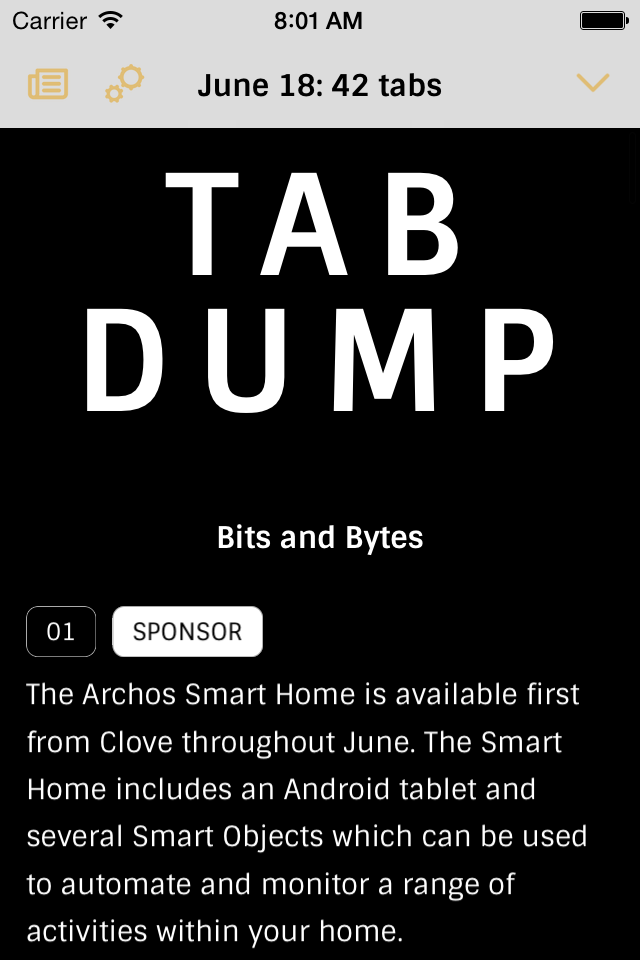 Carrier 8:01 AM
June 18: 42 tabs
TAB
DUMP
Bits and Bytes
01 SPONSOR
The Archos Smart Home is available first
from Clove throughout June. The Smart
Home includes an Android tablet and
several Smart Objects which can be used
to automate and monitor a range of
activities within your home.